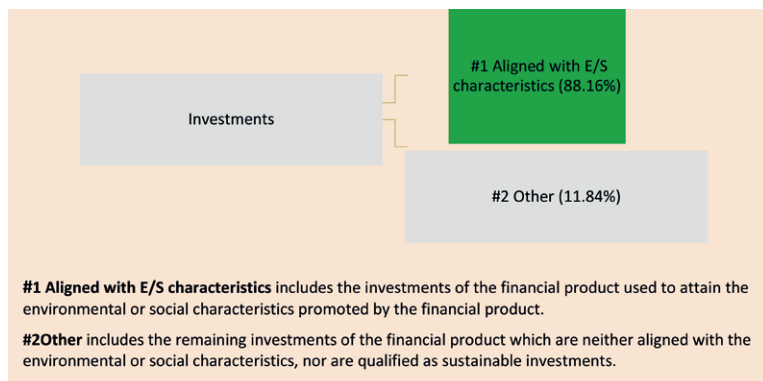 #1 Aligned with E/S
characteristics (88.16%)
Investments
#2 Other (11.84%)
#1 Aligned with E/S characteristics includes the investments of the financial product used to attain the
environmental or social characteristics promoted by the financial product.
#2Other includes the remaining investments of the financial product which are neither aligned with the
environmental or social characteristics, nor are qualified as sustainable investments.